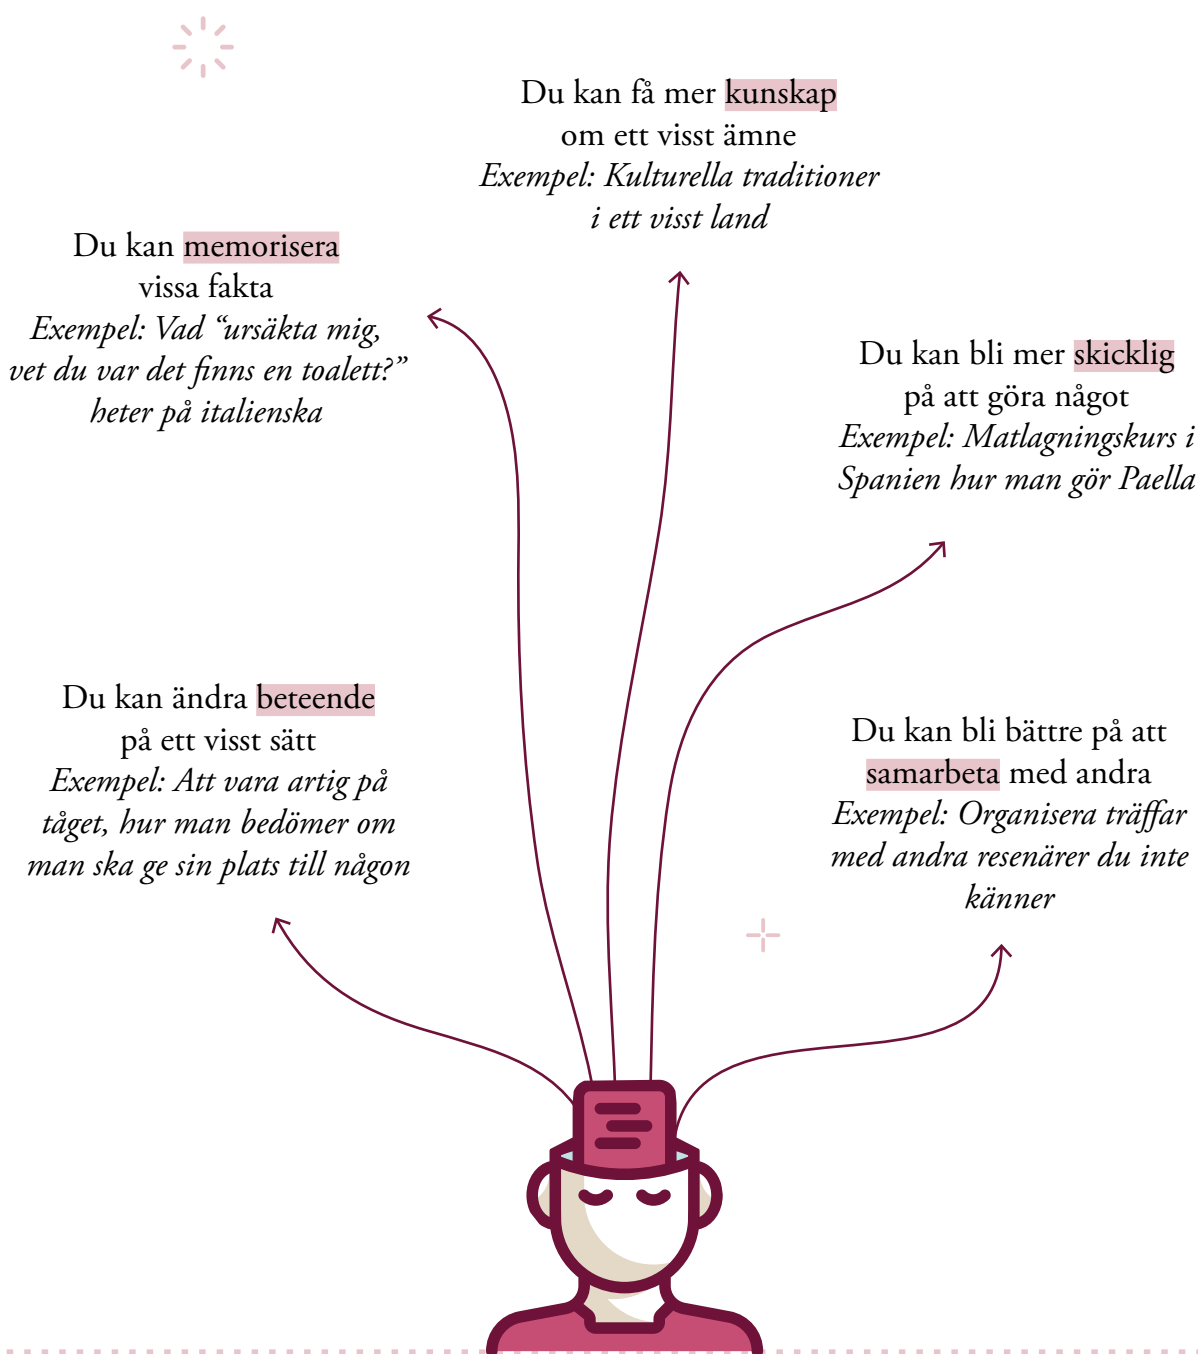 Du kan få mer kunskap
om ett visst ämne
Exempel: Kulturella traditioner
i ett visst land
Du kan memorisera
vissa fakta
Exempel: Vad “ursäkta mig,
vet du var det finns en toalett?”
heter på italienska
Du kan bli mer skicklig
på att göra något
Exempel: Matlagningskurs i
Spanien hur man gör Paella
Du kan ändra beteende
på ett visst sätt
Exempel: Att vara artig på
tåget, hur man bedömer om
man ska ge sin plats till någon
Du kan bli bättre på att
samarbeta med andra
Exempel: Organisera träffar
med andra resenärer du inte
känner